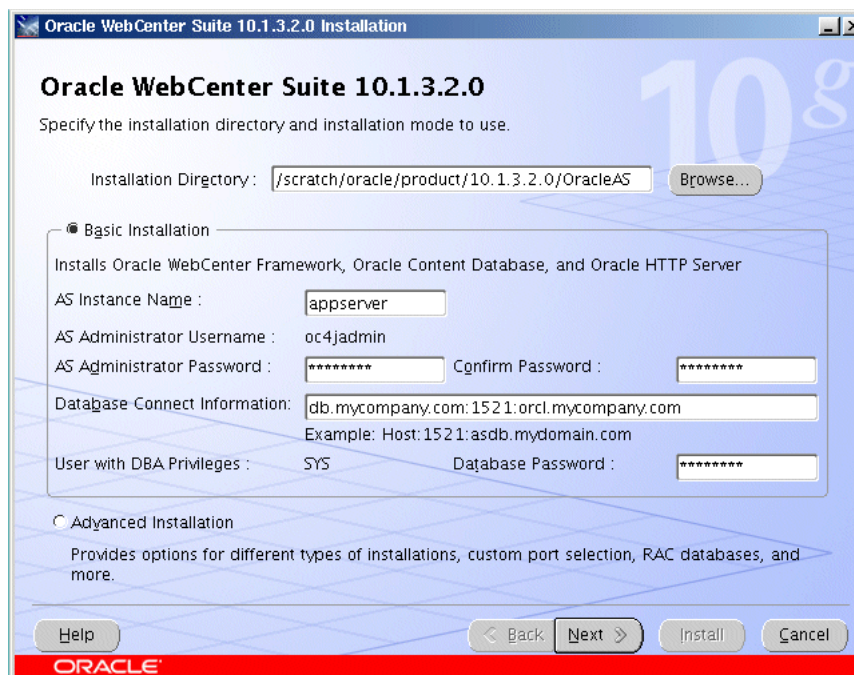 Oracle WebCenter Suite 10.1.3.2.0 Installation
10g
Oracle WebCenter Suite 10.1.3.2.0
Specify the installation directory and installation mode to use.
Installation Directory : /scratch/oracle/product/10.1.3.2.0/OracleAS Browse...
Basic Installation
Installs Oracle WebCenter Framework, Oracle Content Database, and Oracle HTTP Server
AS Instance Name : appserver
AS Administrator Username : oc4jadmin
AS Administrator Password : ******** Confirm Password : ********
Database Connect Information: db.mycompany.com:1521:orcl.mycompany.com
Example: Host:1521:asdb.mydomain.com
User with DBA Privileges : SYS Database Password : ********
Advanced Installation
Provides options for different types of installations, custom port selection, RAC databases, and
more.
Help Back Next Install Cancel
ORACLE